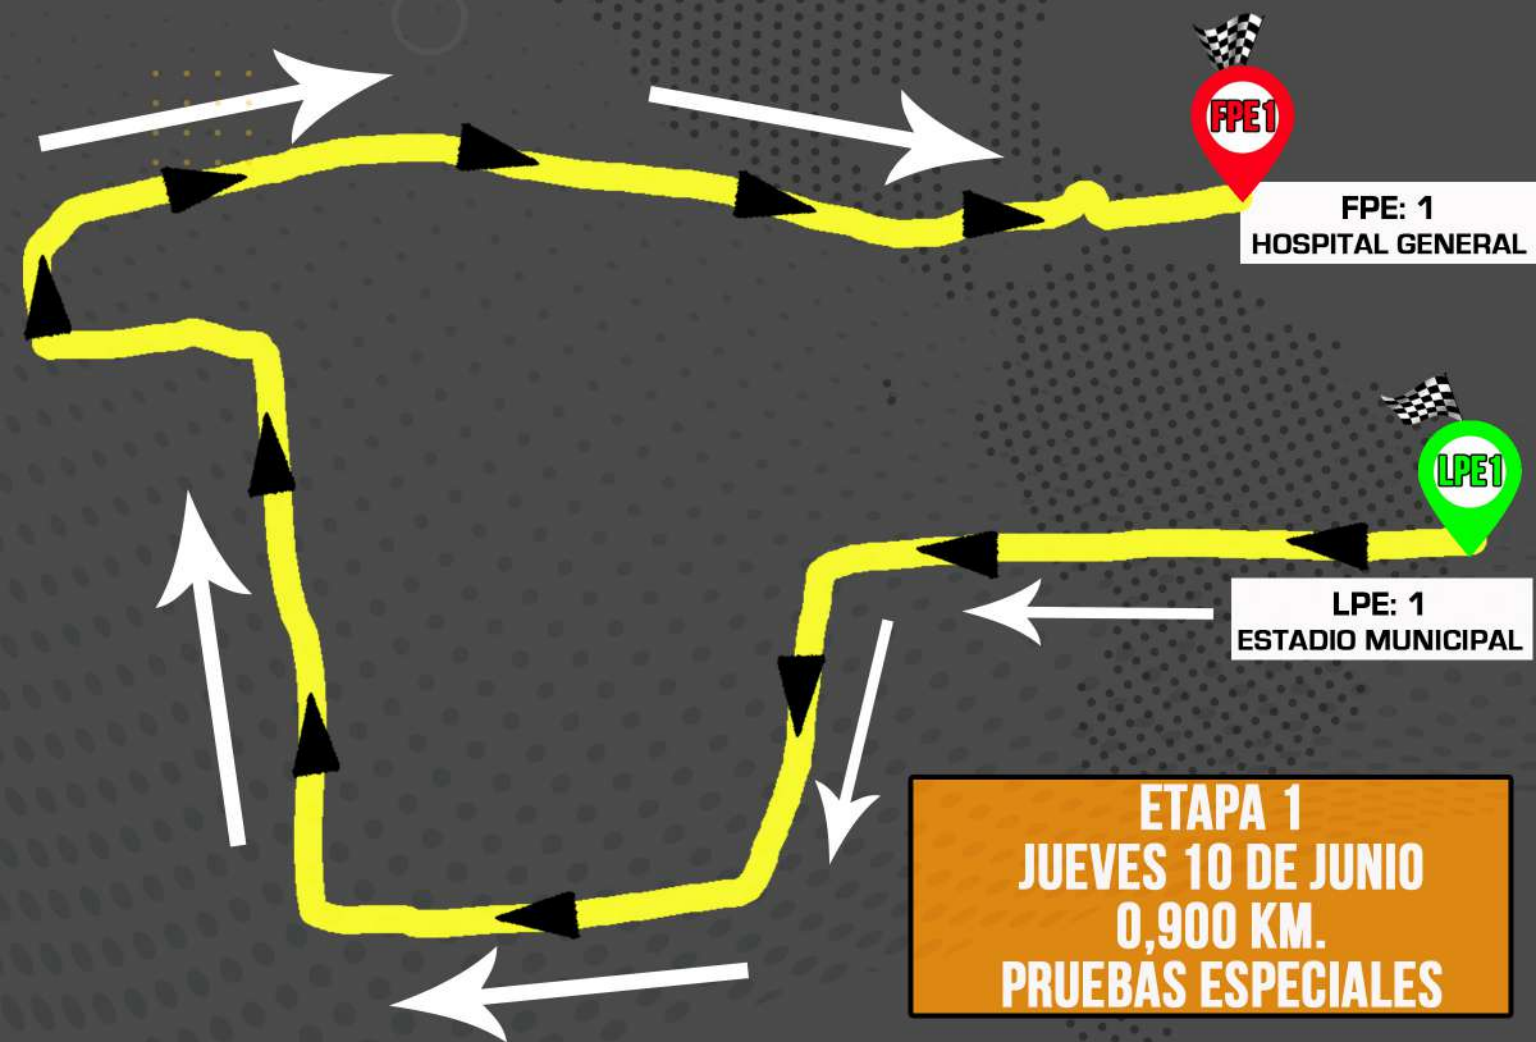 FPE1
FPE: 1
HOSPITAL GENERAL
LPE1
LPE: 1
ESTADIO MUNICIPAL
ETAPA 1
JUEVES 10 DE JUNIO
0,900 KM.
PRUEBAS ESPECIALES